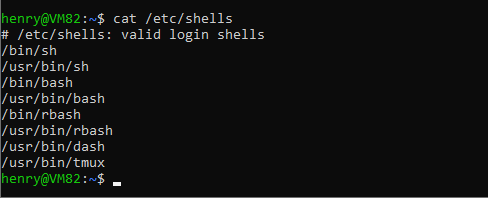 henry@VM82:~$ cat /etc/shells
# /etc/shells: valid login shells
/bin/sh
/usr/bin/sh
/bin/bash
/usr/bin/bash
/bin/rbash
/usr/bin/rbash
/usr/bin/dash
/usr/bin/tmux
henry@VM82:~$